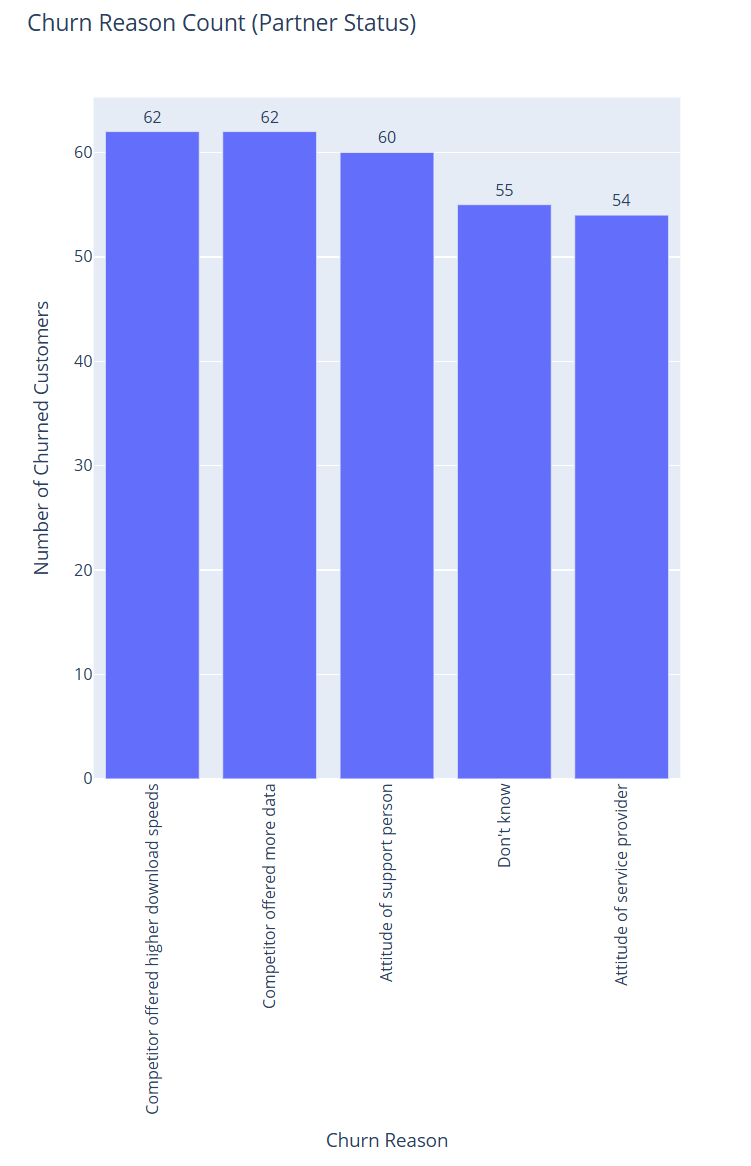 Churn Reason Count (Partner Status)
62
62
60
55
54
60
50
40
30
20
10
0
Number of Churned Customers
Competitor offered higher download speeds
Competitor offered more data
Attitude of support person
Don't know
Attitude of service provider
Churn Reason